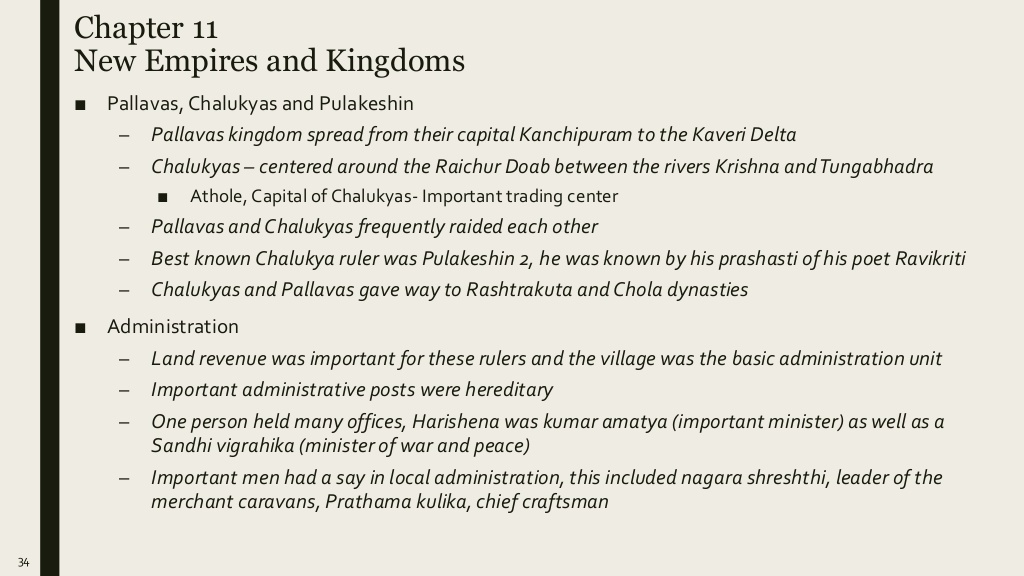 Chapter 11
New Empires and Kingdoms
■ Pallavas, Chalukyas and Pulakeshin
– Pallavas kingdom spread from their capital Kanchipuram to the Kaveri Delta
– Chalukyas – centered around the Raichur Doab between the rivers Krishna and Tungabhadra
■ Athole, Capital of Chalukyas- Important trading center
– Pallavas and Chalukyas frequently raided each other
– Best known Chalukya ruler was Pulakeshin 2, he was known by his prashasti of his poet Ravikriti
– Chalukyas and Pallavas gave way to Rashtrakuta and Chola dynasties
■ Administration
– Land revenue was important for these rulers and the village was the basic administration unit
– Important administrative posts were hereditary
– One person held many offices, Harishena was kumar amatya (important minister) as well as a
Sandhi vigrahika (minister of war and peace)
– Important men had a say in local administration, this included nagara shreshthi, leader of the
merchant caravans, Prathama kulika, chief craftsman
34